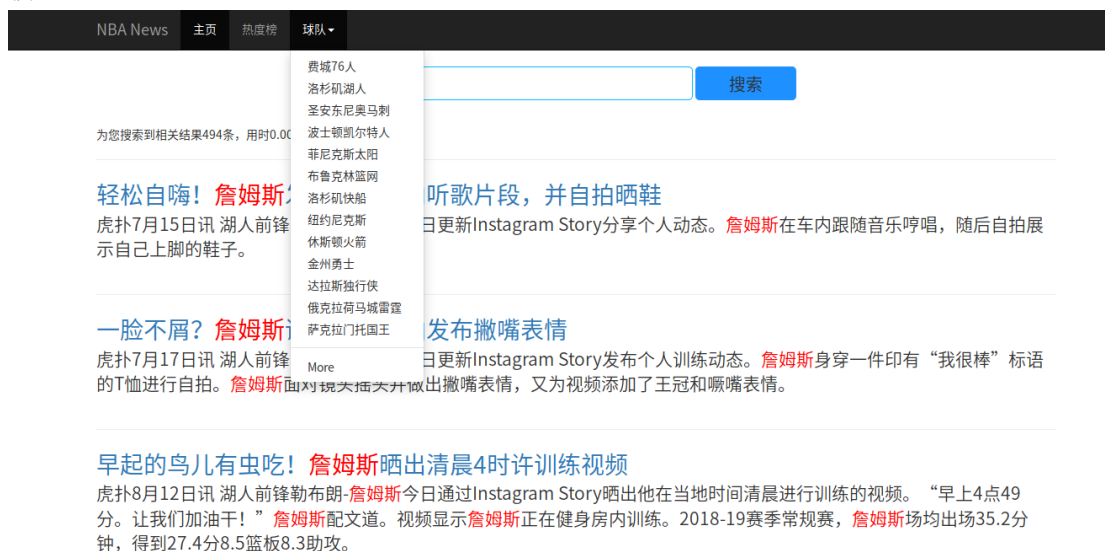 NBA News 主页 热度榜 球队
费城76人
洛杉矶湖人
圣安东尼奥马刺
波士顿凯尔特人
菲尼克斯太阳
布鲁克林篮网
洛杉矶快船
纽约尼克斯
休斯顿火箭
金州勇士
达拉斯独行侠
俄克拉荷马城雷霆
萨克拉门托国王
More
搜索
为您搜索到相关结果494条，用时0.00
轻松自嗨！詹姆斯 听歌片段，并自拍晒鞋
虎扑7月15日讯 湖人前锋 日更新Instagram Story分享个人动态。詹姆斯在车内跟随音乐哼唱，随后自拍展
示自己上脚的鞋子。
一脸不屑？詹姆斯 发布撇嘴表情
虎扑7月17日讯 湖人前锋 日更新Instagram Story发布个人训练动态。詹姆斯身穿一件印有“我很棒”标语
的T恤进行自拍。詹姆斯面对镜头摇头并做出撇嘴表情，又为视频添加了王冠和噘嘴表情。
早起的鸟儿有虫吃！詹姆斯晒出清晨4时许训练视频
虎扑8月12日讯 湖人前锋勒布朗-詹姆斯今日通过Instagram Story晒出他在当地时间清晨进行训练的视频。“早上4点49
分。让我们加油干！”詹姆斯配文道。视频显示詹姆斯正在健身房内训练。2018-19赛季常规赛，詹姆斯场均出场35.2分
钟，得到27.4分8.5篮板8.3助攻。